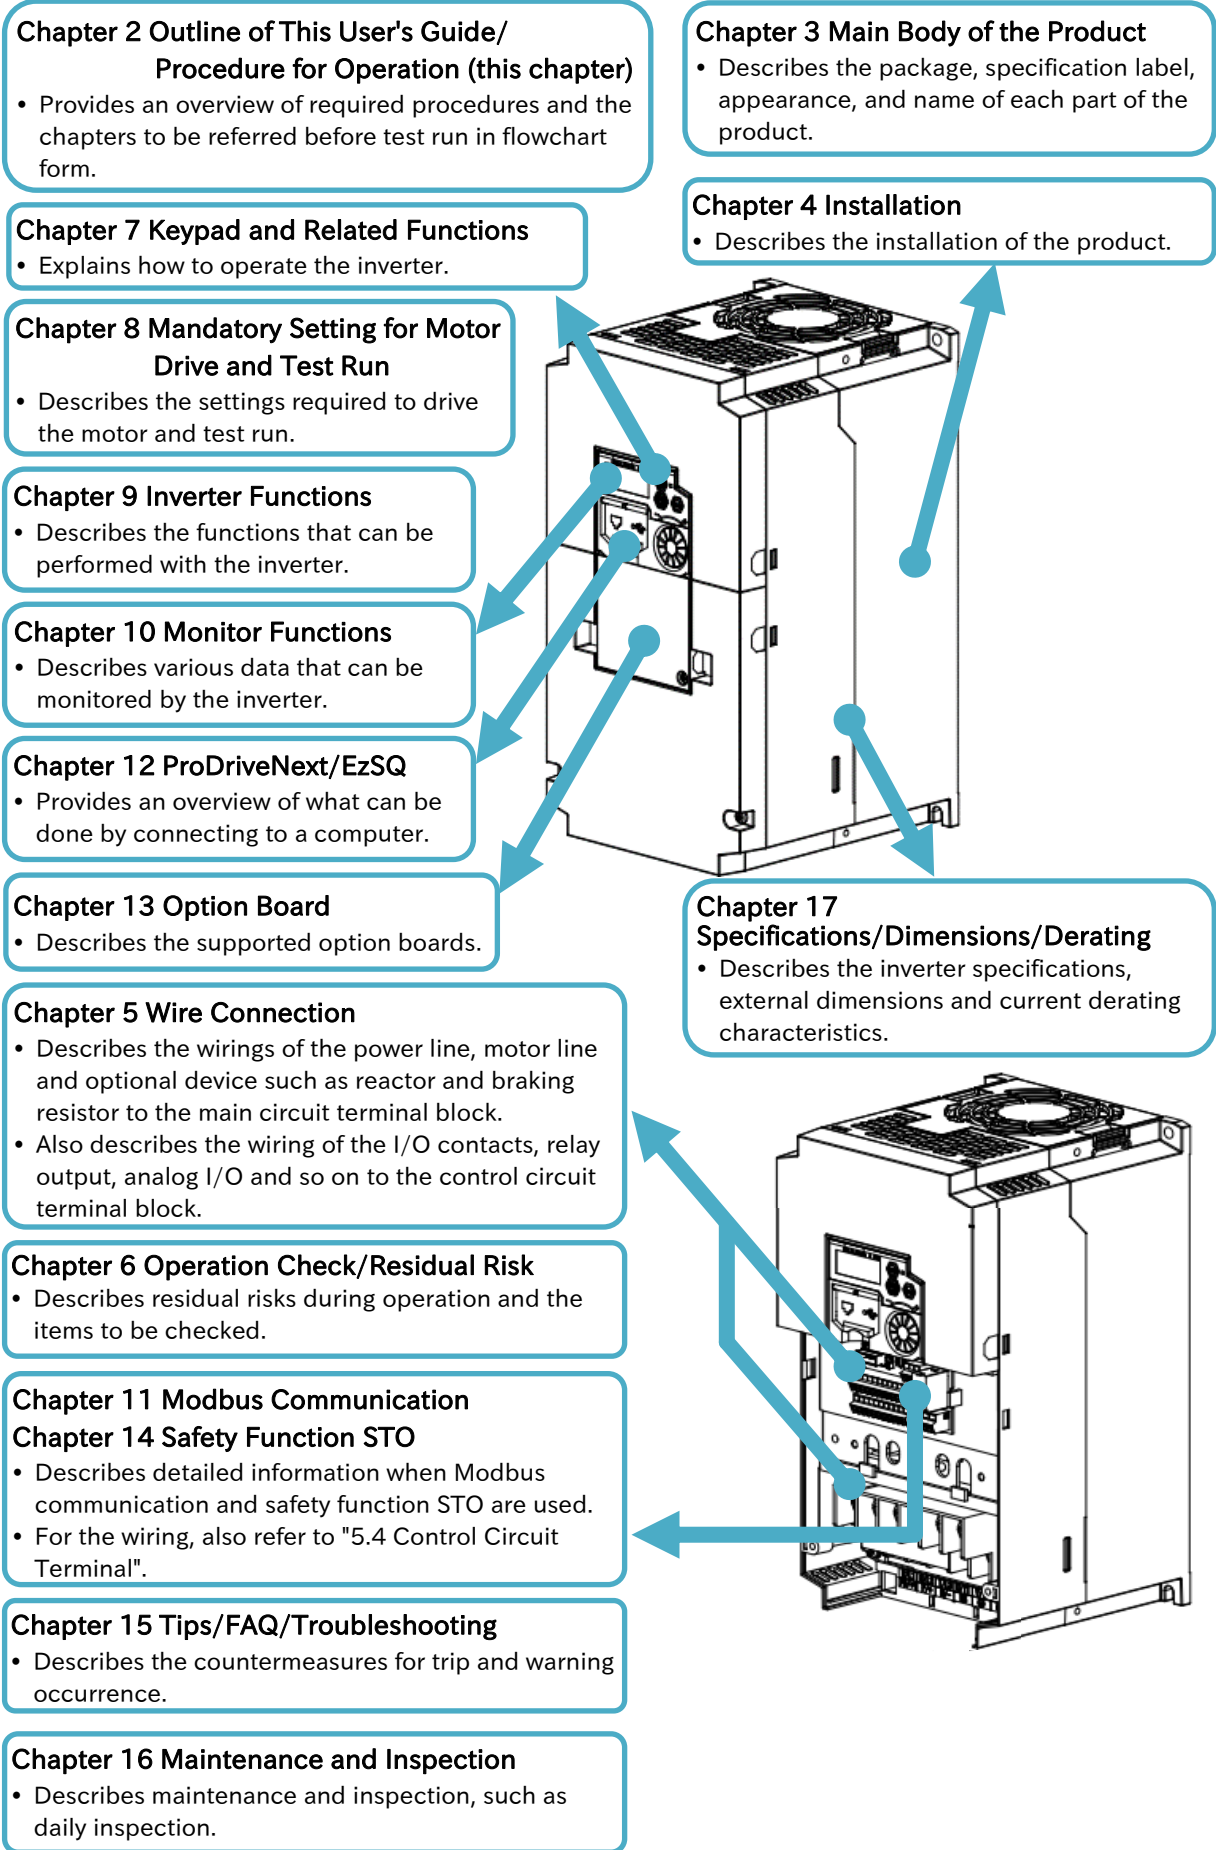 Chapter 2 Outline of This User's Guide/
Procedure for Operation (this chapter)
• Provides an overview of required procedures and the
chapters to be referred before test run in flowchart
form.
Chapter 3 Main Body of the Product
• Describes the package, specification label,
appearance, and name of each part of the
product.
Chapter 4 Installation
• Describes the installation of the product.
Chapter 7 Keypad and Related Functions
• Explains how to operate the inverter.
Chapter 8 Mandatory Setting for Motor
Drive and Test Run
• Describes the settings required to drive
the motor and test run.
Chapter 9 Inverter Functions
• Describes the functions that can be
performed with the inverter.
Chapter 10 Monitor Functions
• Describes various data that can be
monitored by the inverter.
Chapter 12 ProDriveNext/EzSQ
• Provides an overview of what can be
done by connecting to a computer.
Chapter 13 Option Board
• Describes the supported option boards.
Chapter 17
Specifications/Dimensions/Derating
• Describes the inverter specifications,
external dimensions and current derating
characteristics.
Chapter 5 Wire Connection
• Describes the wirings of the power line, motor line
and optional device such as reactor and braking
resistor to the main circuit terminal block.
• Also describes the wiring of the I/O contacts, relay
output, analog I/O and so on to the control circuit
terminal block.
Chapter 6 Operation Check/Residual Risk
• Describes residual risks during operation and the
items to be checked.
Chapter 11 Modbus Communication
Chapter 14 Safety Function STO
• Describes detailed information when Modbus
communication and safety function STO are used.
• For the wiring, also refer to "5.4 Control Circuit
Terminal".
Chapter 15 Tips/FAQ/Troubleshooting
• Describes the countermeasures for trip and warning
occurrence.
Chapter 16 Maintenance and Inspection
• Describes maintenance and inspection, such as
daily inspection.